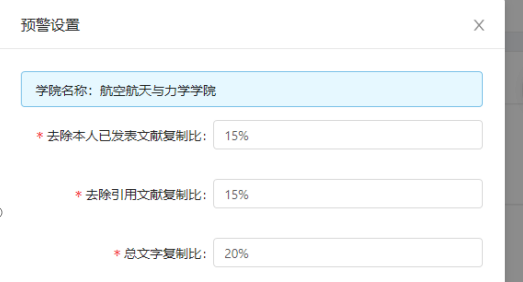 预警设置
学院名称：航空航天与力学学院
* 去除本人已发表文献复制比： 15%
* 去除引用文献复制比： 15%
* 总文字复制比： 20%